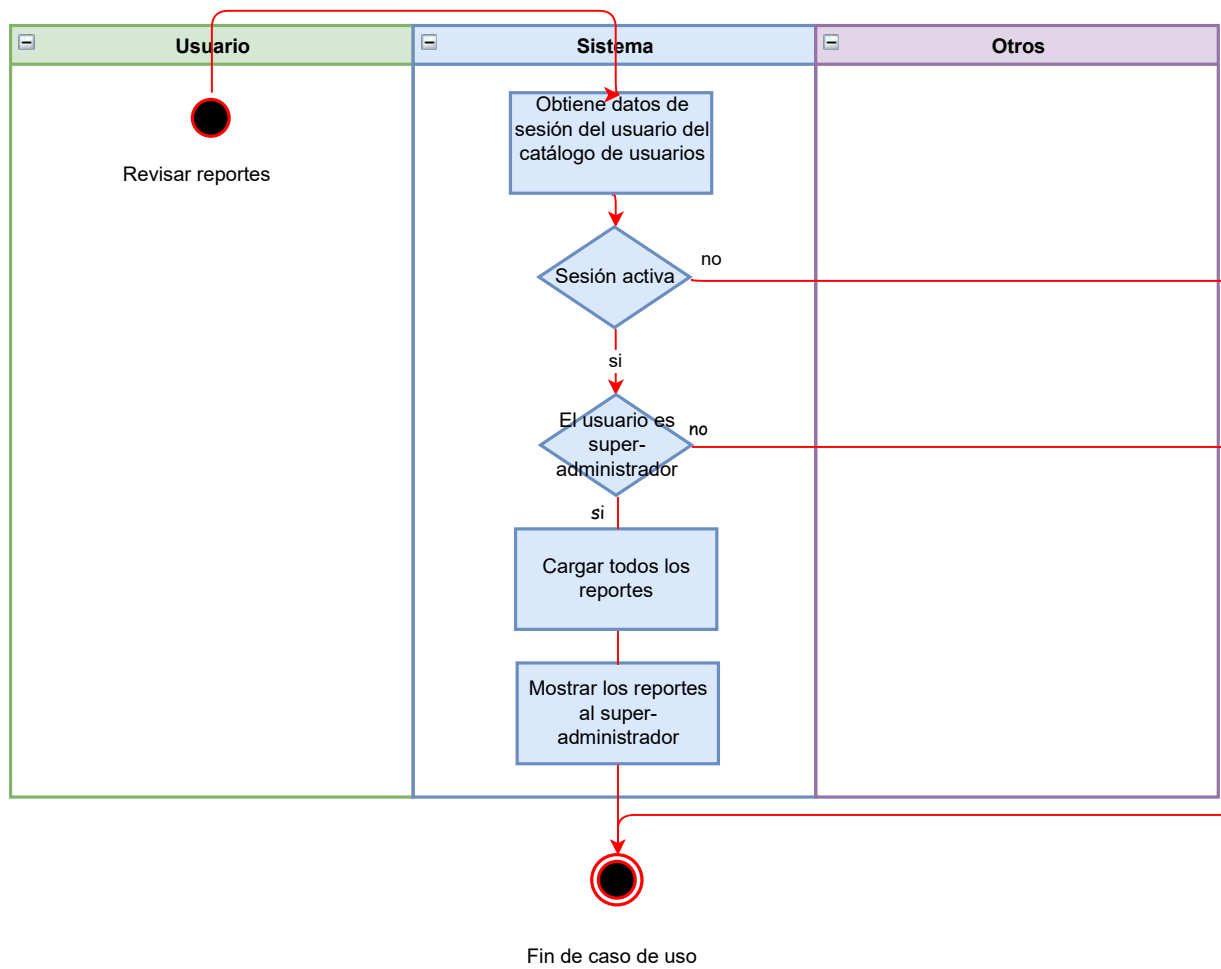 Usuario
Sistema
Otros
Revisar reportes
Obtiene datos de
sesión del usuario del
catálogo de usuarios
Sesión activa
no
si
El usuario es
super-
administrador
no
si
Cargar todos los
reportes
Mostrar los reportes
al super-
administrador
Fin de caso de uso